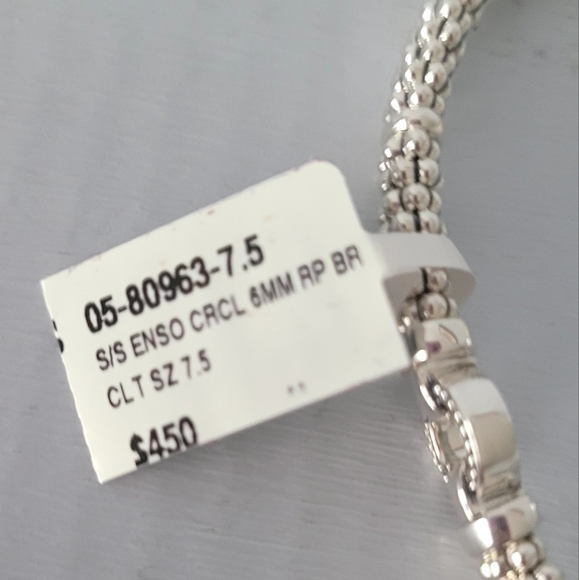 05-80963-7.5
S/S ENSO CRCL 6MM RP BR
CLT SZ 7.5
$450